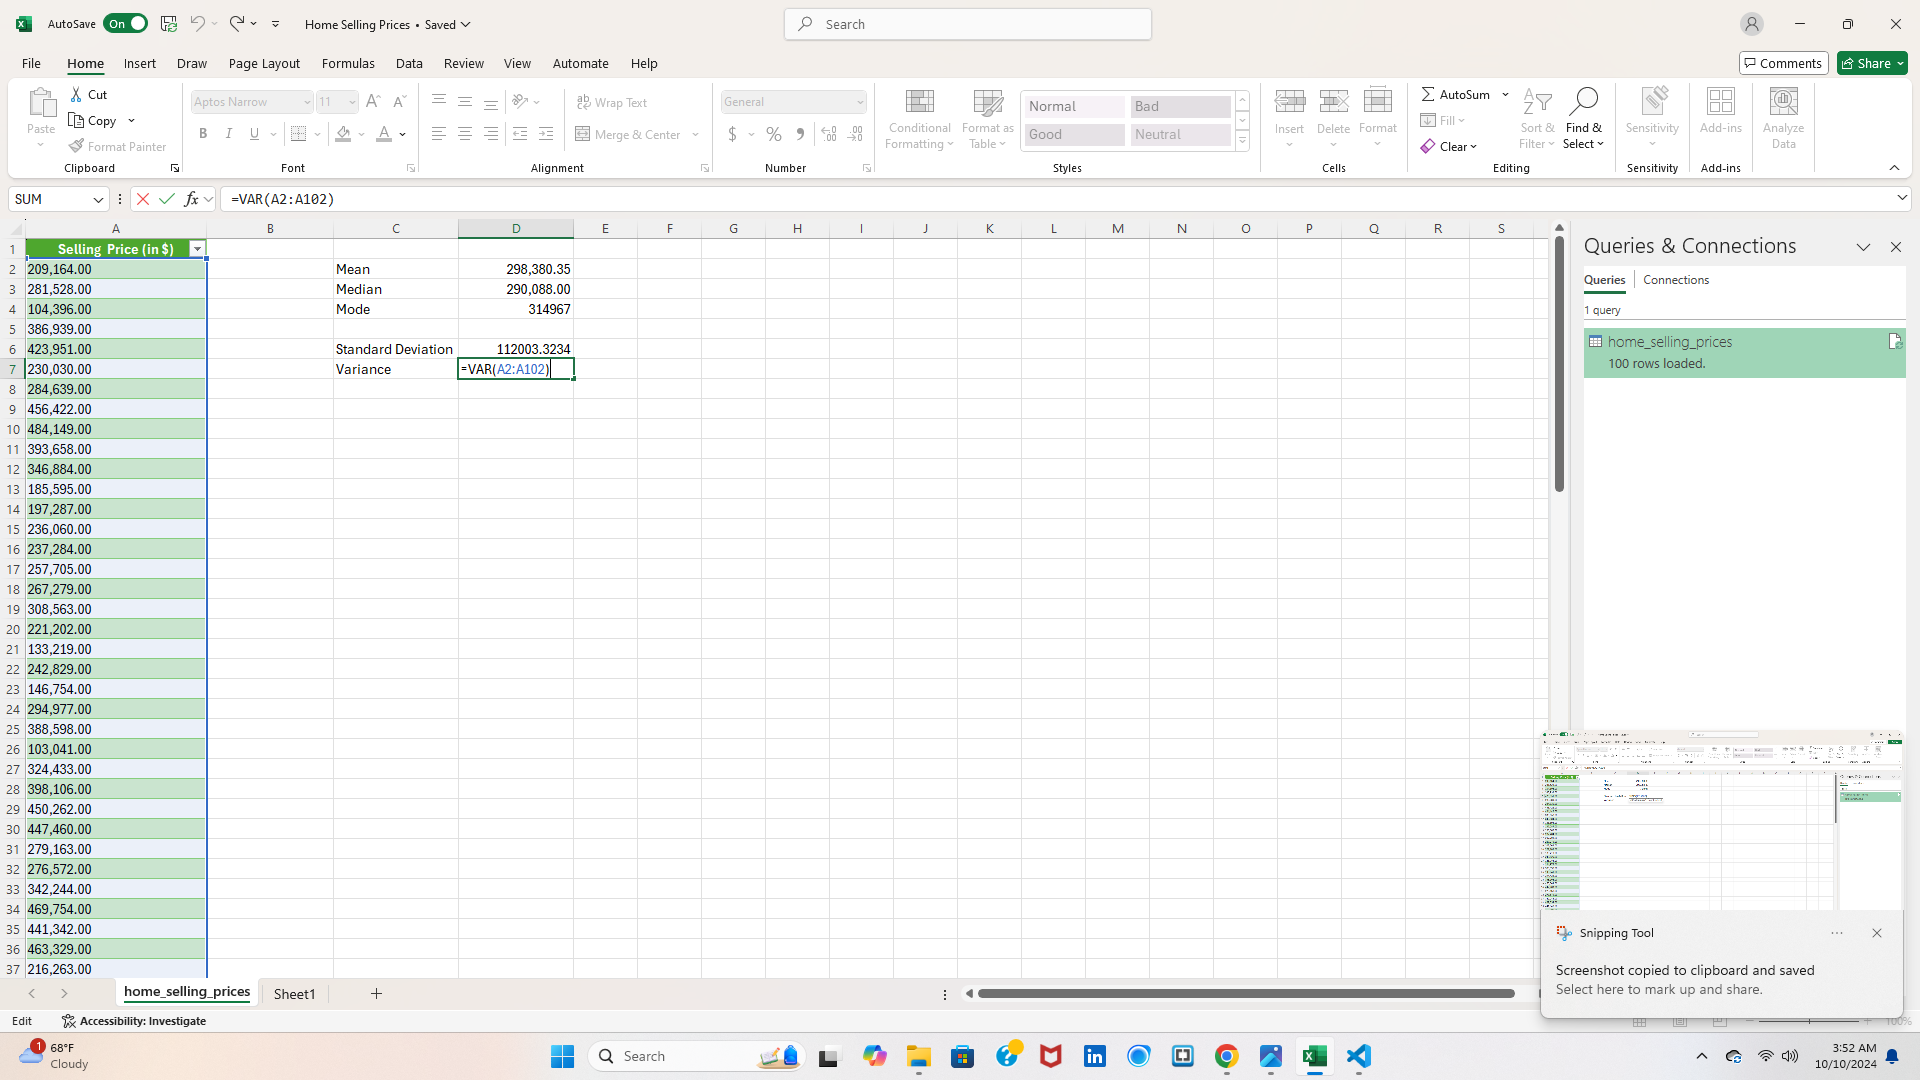 AutoSave On Home Selling Prices • Saved Search
File Home Insert Draw Page Layout Formulas Data Review View Automate Help Comments Share
Paste Cut Copy Format Painter Clipboard
Aptos Narrow 11 B I U Font
Wrap Text Merge & Center Alignment
General $ % Number
Conditional Formatting Format as Table Normal Bad Good Neutral Styles
Insert Delete Format Cells
AutoSum Fill Clear Sort & Filter Find & Select Editing
Sensitivity Sensitivity
Add-ins Add-ins
Analyze Data
SUM fx =VAR(A2:A102)
A B C D E F G H I J K L M N O P Q R S
1 Selling Price (in $)
2 209,164.00 Mean 298,380.35
3 281,528.00 Median 290,088.00
4 104,396.00 Mode 314967
5 386,939.00
6 423,951.00 Standard Deviation 112003.3234
7 230,030.00 Variance =VAR(A2:A102)
8 284,639.00
9 456,422.00
10 484,149.00
11 393,658.00
12 346,884.00
13 185,595.00
14 197,287.00
15 236,060.00
16 237,284.00
17 257,705.00
18 267,279.00
19 308,563.00
20 221,202.00
21 133,219.00
22 242,829.00
23 146,754.00
24 294,977.00
25 388,598.00
26 103,041.00
27 324,433.00
28 398,106.00
29 450,262.00
30 447,460.00
31 279,163.00
32 276,572.00
33 342,244.00
34 469,754.00
35 441,342.00
36 463,329.00
37 216,263.00
Queries & Connections
Queries Connections
1 query
home_selling_prices
100 rows loaded.
Snipping Tool
Screenshot copied to clipboard and saved
Select here to mark up and share.
home_selling_prices Sheet1
Edit Accessibility: Investigate 100%
1 68°F
Cloudy
Search
3:52 AM
10/10/2024